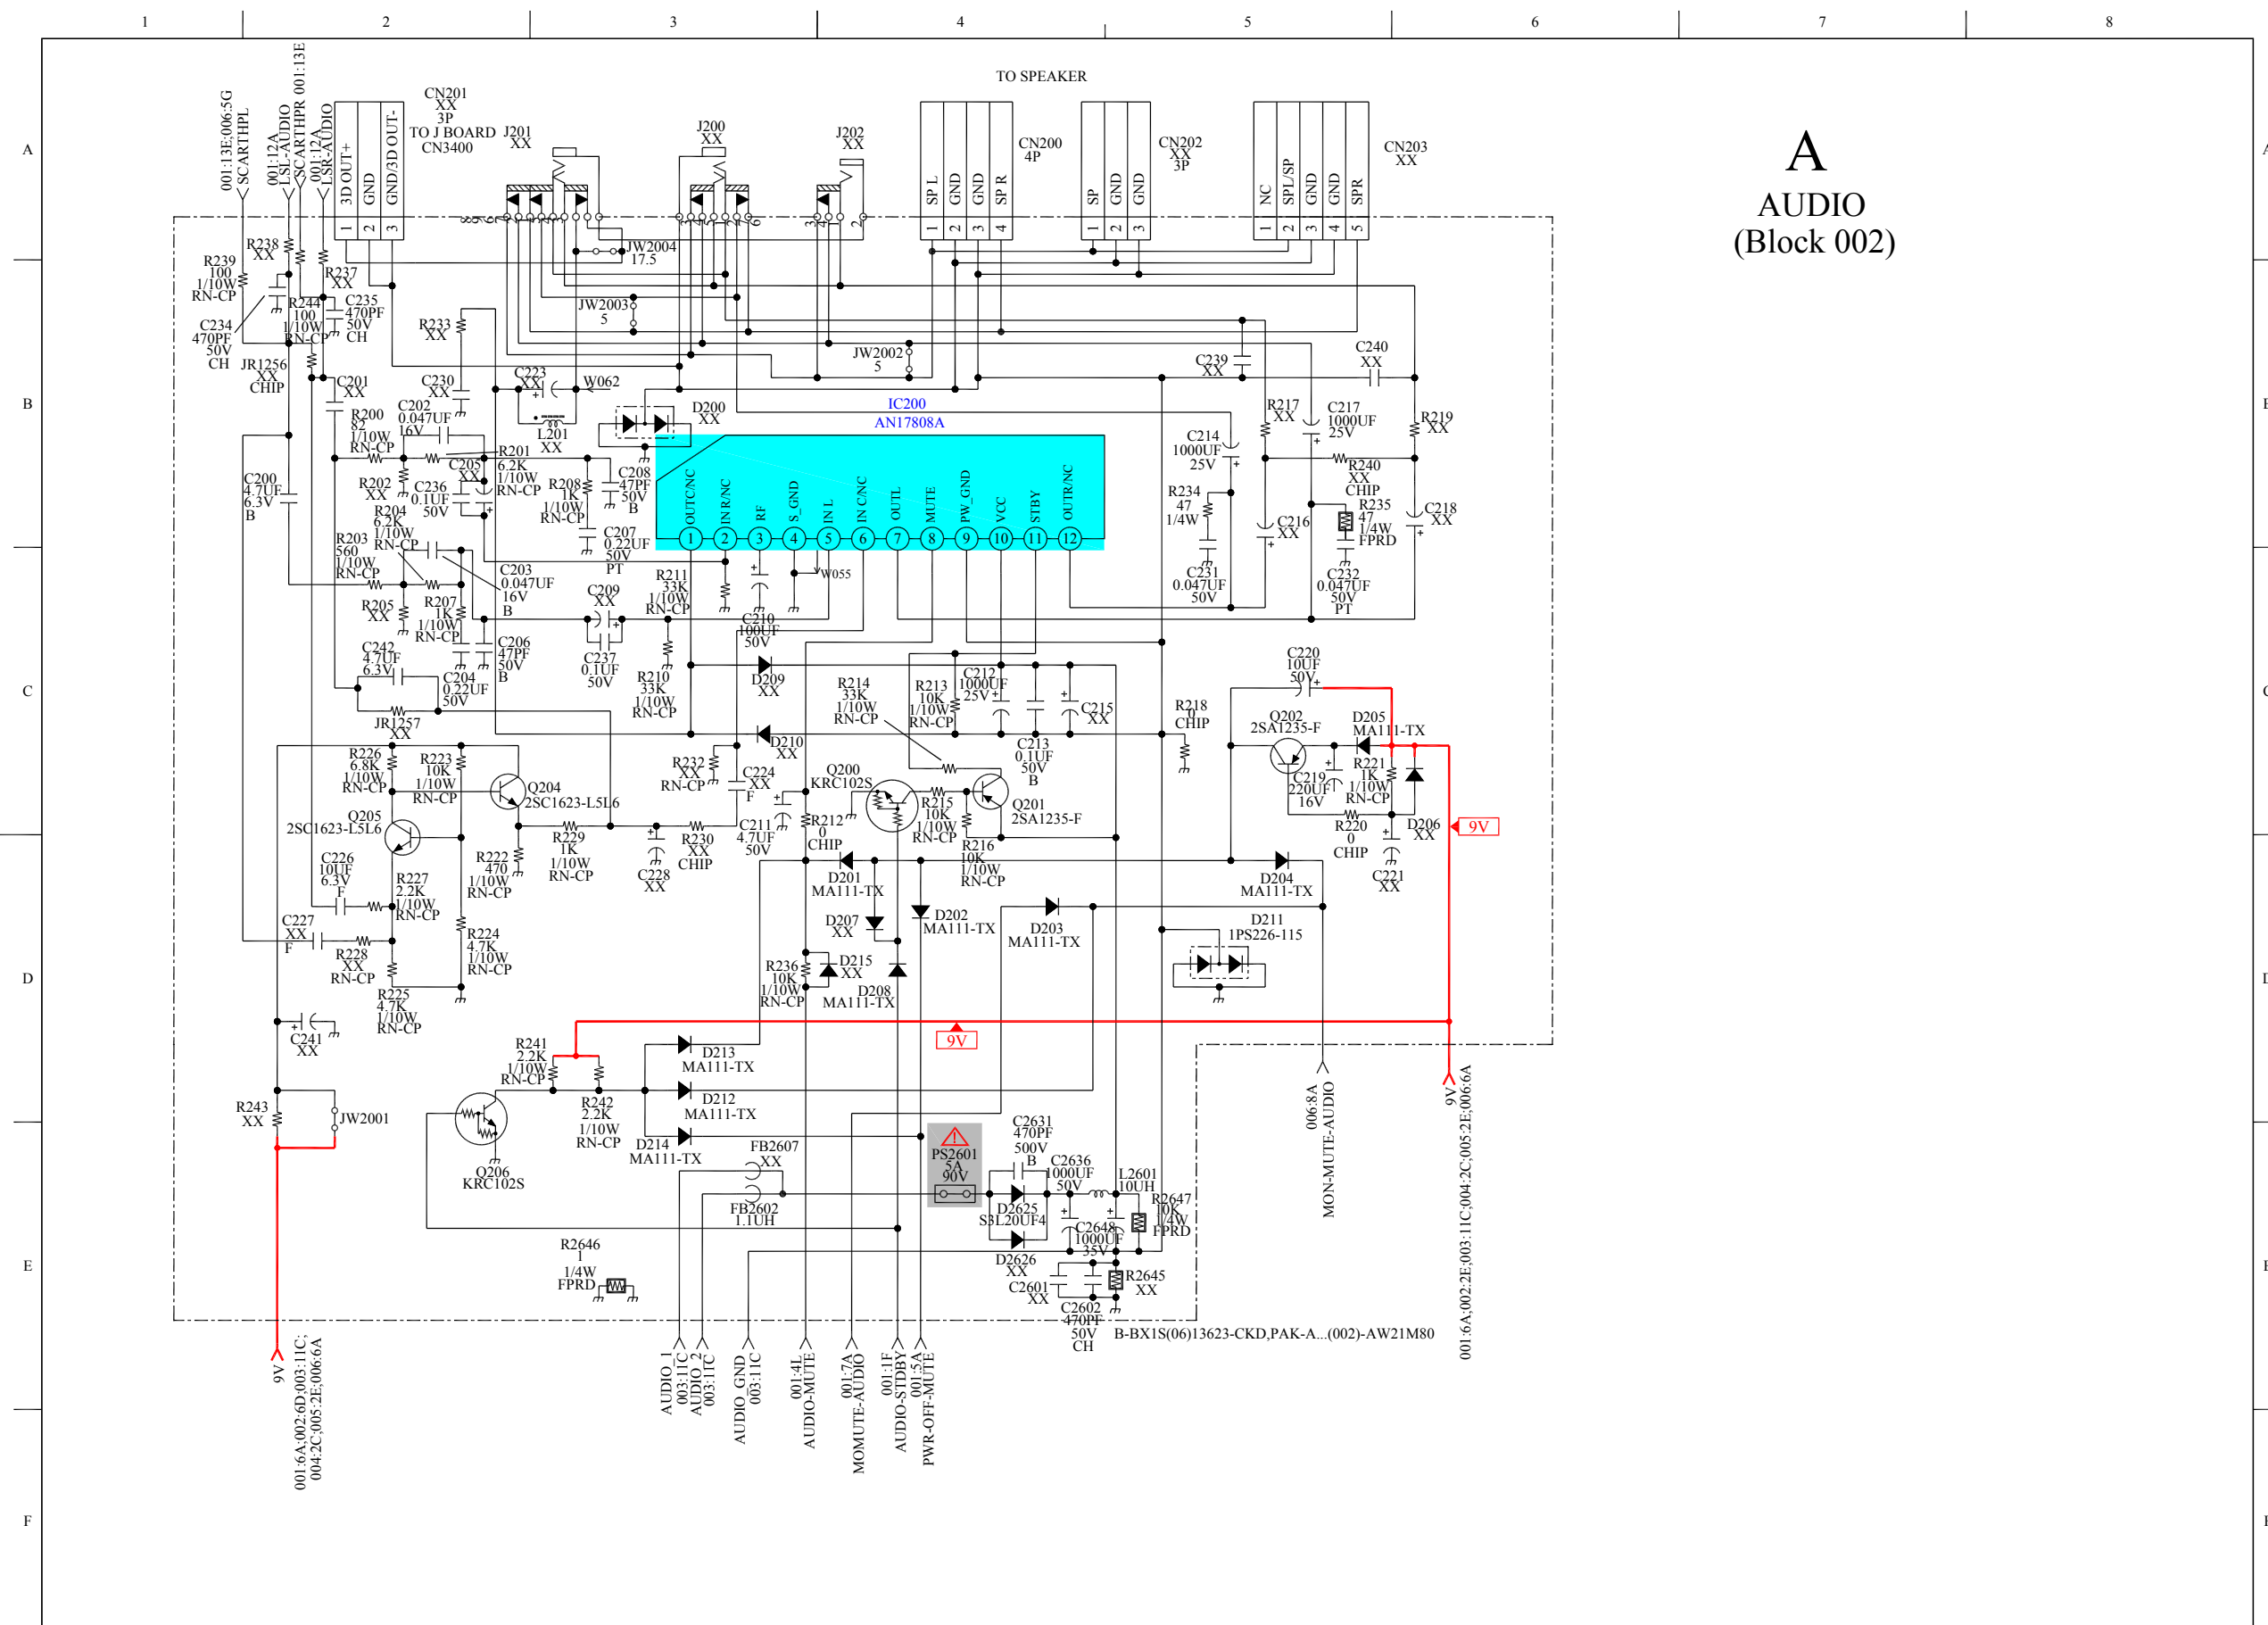 1 2 3 4 5 6 7 8
A
B
C
D
E
F
A
AUDIO
(Block 002)
TO SPEAKER
001:13E;006:5G
SCARTHPL
001:12A
LSL-AUDIO
SCARTHPR 001:13E
001:12A
LSR-AUDIO
3D OUT+
GND
GND/3D OUT-
1 2 3
CN201
XX
3P
TO J BOARD
CN3400
J201
XX
J200
XX
J202
XX
SP L
GND
GND
SP R
1 2 3 4
CN200
4P
SP
GND
GND
1 2 3
CN202
XX
3P
NC
SPL/SP
GND
GND
SPR
1 2 3 4 5
CN203
XX
R238
XX
R239
100
1/10W
RN-CP
R237
XX
R244
100
1/10W
RN-CP
C235
470PF
50V
CH
C234
470PF
50V
CH
JR1256
XX
CHIP
C201
XX
R233
XX
C230
XX
C223
XX
W062
L201
XX
D200
XX
JW2004
17.5
JW2003
5
JW2002
5
IC200
AN17808A
OUTC/NC
IN R/NC
RF
S_GND
IN L
IN C/NC
OUTL
MUTE
PW_GND
VCC
STBY
OUTR/NC
1 2 3 4 5 6 7 8 9 10 11 12
W055
C239
XX
C240
XX
R217
XX
C217
1000UF
25V
R219
XX
C214
1000UF
25V
R240
XX
CHIP
R234
47
1/4W
R235
47
1/4W
FPRD
C216
XX
C218
XX
C231
0.047UF
50V
C232
0.047UF
50V
PT
R200
82
1/10W
RN-CP
C202
0.047UF
16V
R201
6.2K
1/10W
RN-CP
C205
XX
R202
XX
C236
0.1UF
50V
C200
4.7UF
6.3V
B
R204
6.2K
1/10W
RN-CP
R203
560
1/10W
RN-CP
R208
1K
1/10W
RN-CP
C208
47PF
50V
B
C207
0.22UF
50V
PT
C203
0.047UF
16V
B
R205
XX
R207
1K
1/10W
RN-CP
C206
47PF
50V
B
C204
0.22UF
50V
C242
4.7UF
6.3V
JR1257
XX
C209
XX
C237
0.1UF
50V
R211
33K
1/10W
RN-CP
R210
33K
1/10W
RN-CP
C210
100UF
50V
D209
XX
D210
XX
R214
33K
1/10W
RN-CP
R213
10K
1/10W
RN-CP
C212
1000UF
25V
C215
XX
C213
0.1UF
50V
B
R218
0
CHIP
C220
10UF
50V
Q202
2SA1235-F
D205
MA111-TX
C219
220UF
16V
R221
1K
1/10W
RN-CP
R220
0
CHIP
D206
XX
C221
XX
9V
R226
6.8K
1/10W
RN-CP
R223
10K
1/10W
RN-CP
Q204
2SC1623-L5L6
Q205
2SC1623-L5L6
R229
1K
1/10W
RN-CP
R222
470
1/10W
RN-CP
C226
10UF
6.3V
F
R227
2.2K
1/10W
RN-CP
C227
XX
F
R228
XX
RN-CP
R224
4.7K
1/10W
RN-CP
R225
4.7K
1/10W
RN-CP
C241
XX
R232
XX
RN-CP
C224
XX
F
R230
XX
CHIP
C228
XX
C211
4.7UF
50V
R212
0
CHIP
Q200
KRC102S
R215
10K
1/10W
RN-CP
Q201
2SA1235-F
R216
10K
1/10W
RN-CP
D201
MA111-TX
D207
XX
D202
MA111-TX
D203
MA111-TX
D204
MA111-TX
D211
1PS226-115
R236
10K
1/10W
RN-CP
D215
XX
D208
MA111-TX
9V
R241
2.2K
1/10W
RN-CP
R242
2.2K
1/10W
RN-CP
D213
MA111-TX
D212
MA111-TX
D214
MA111-TX
Q206
KRC102S
R243
XX
JW2001
FB2607
XX
FB2602
1.1UH
PS2601
5A
90V
C2631
470PF
500V
B
C2636
1000UF
50V
L2601
10UH
R2647
10K
1/4W
FPRD
D2625
S3L20UF4
C2648
1000UF
35V
D2626
XX
C2601
XX
R2645
XX
C2602
470PF
50V
CH
R2646
1
1/4W
FPRD
B-BX1S(06)13623-CKD,PAK-A...(002)-AW21M80
006:8A
MON-MUTE-AUDIO
9V
001:6A;002:2E;003:11C;004:2C;005:2E;006:6A
9V
001:6A;002:6D;003:11C;
004:2C;005:2E;006:6A
AUDIO_1
003:11C
AUDIO_2
003:11C
AUDIO_GND
003:11C
001:4L
AUDIO-MUTE
001:7A
MOMUTE-AUDIO
001:1F
AUDIO-STDBY
001:5A
PWR-OFF-MUTE